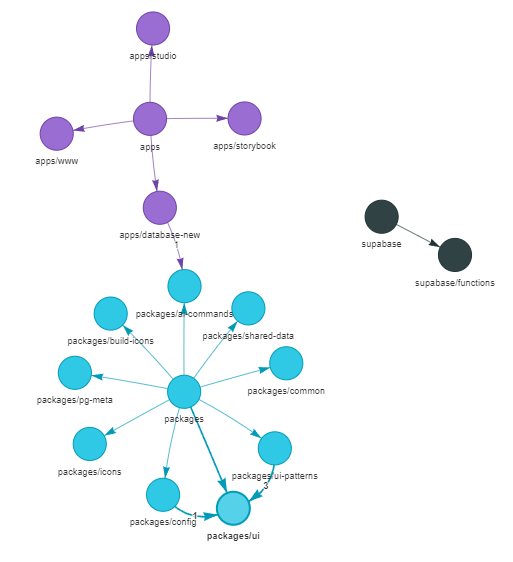 apps/studio
apps/www
apps
apps/storybook
apps/database-new
1
supabase
supabase/functions
packages/ai-commands
packages/build-icons
packages/shared-data
packages/pg-meta
packages/common
packages
packages/icons
packages/ui-patterns
3
packages/config
1
packages/ui